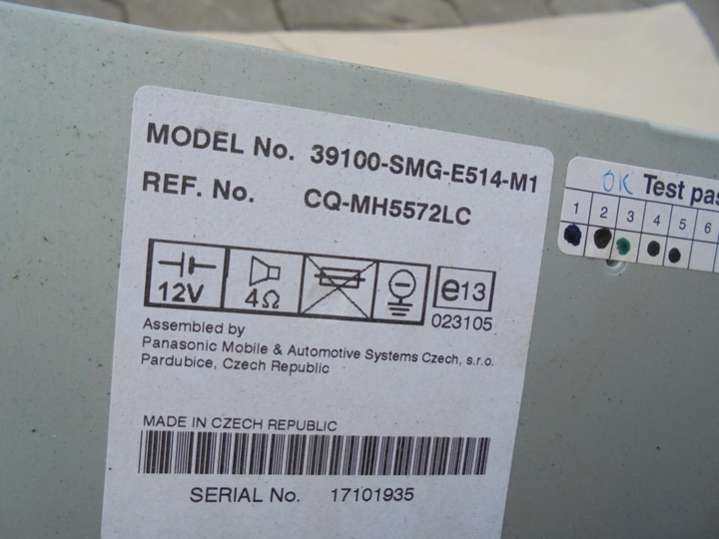 MODEL No. 39100-SMG-E514-M1
REF. No. CQ-MH5572LC
12V 4Ω e13
023105
Assembled by
Panasonic Mobile & Automotive Systems Czech, s.r.o.
Pardubice, Czech Republic
MADE IN CZECH REPUBLIC
SERIAL No. 17101935
OK Test pas
1 2 3 4 5 6